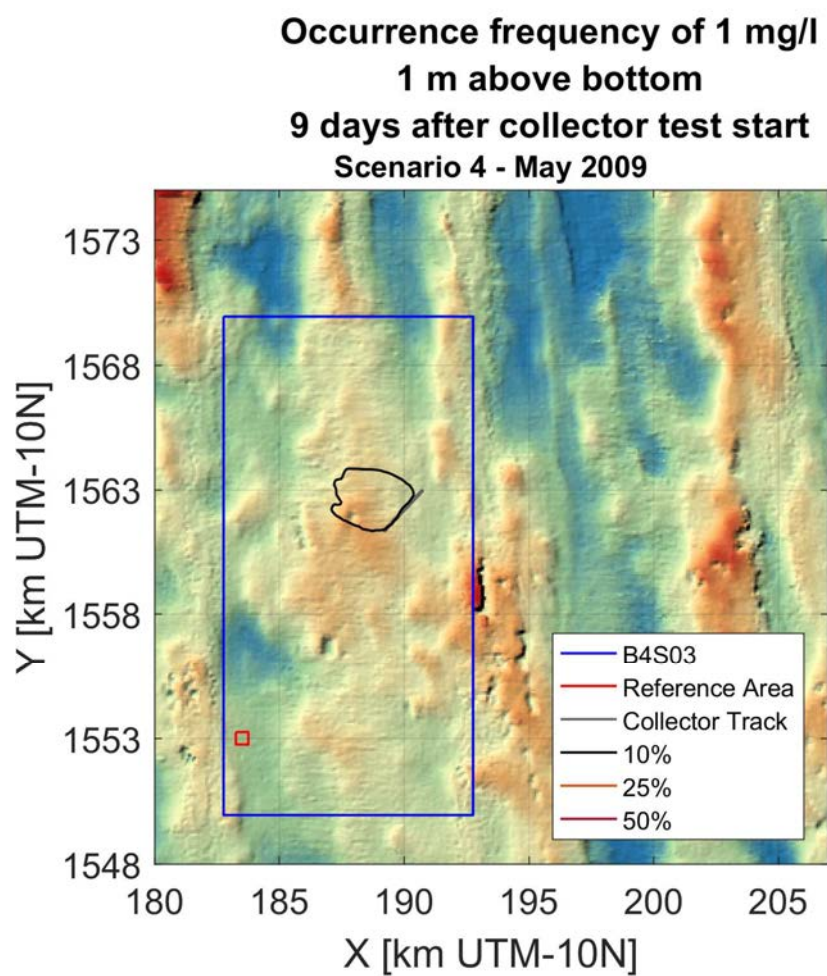 Occurrence frequency of 1 mg/l
1 m above bottom
9 days after collector test start
Scenario 4 - May 2009
Y [km UTM-10N]
1573
1568
1563
1558
1553
1548
B4S03
Reference Area
Collector Track
10%
25%
50%
180
185
190
195
200
205
X [km UTM-10N]